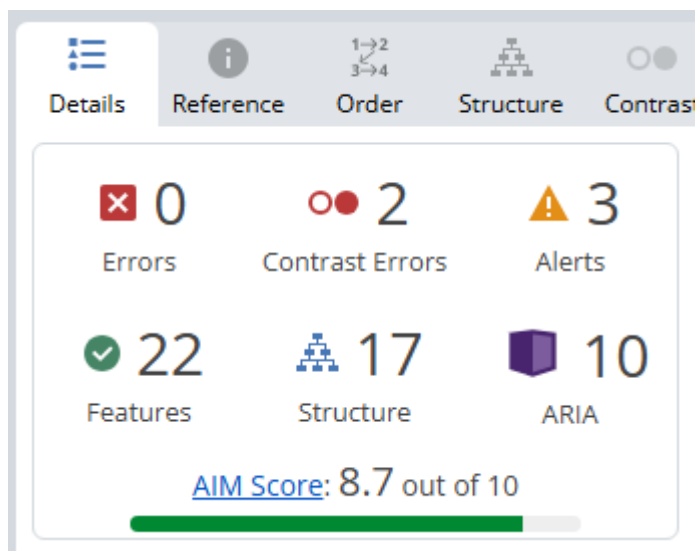 1→2
3→4
Details
Reference
Order
Structure
Contrast
0
Errors
2
Contrast Errors
3
Alerts
22
Features
17
Structure
10
ARIA
AIM Score: 8.7 out of 10